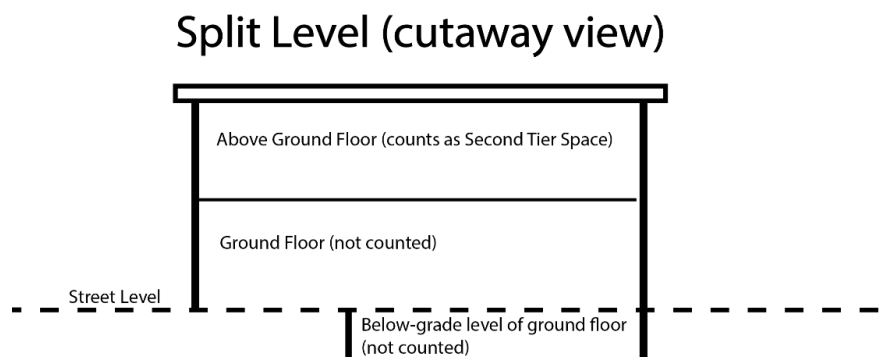 Split Level (cutaway view)
Above Ground Floor (counts as Second Tier Space)
Ground Floor (not counted)
Street Level
Below-grade level of ground floor
(not counted)